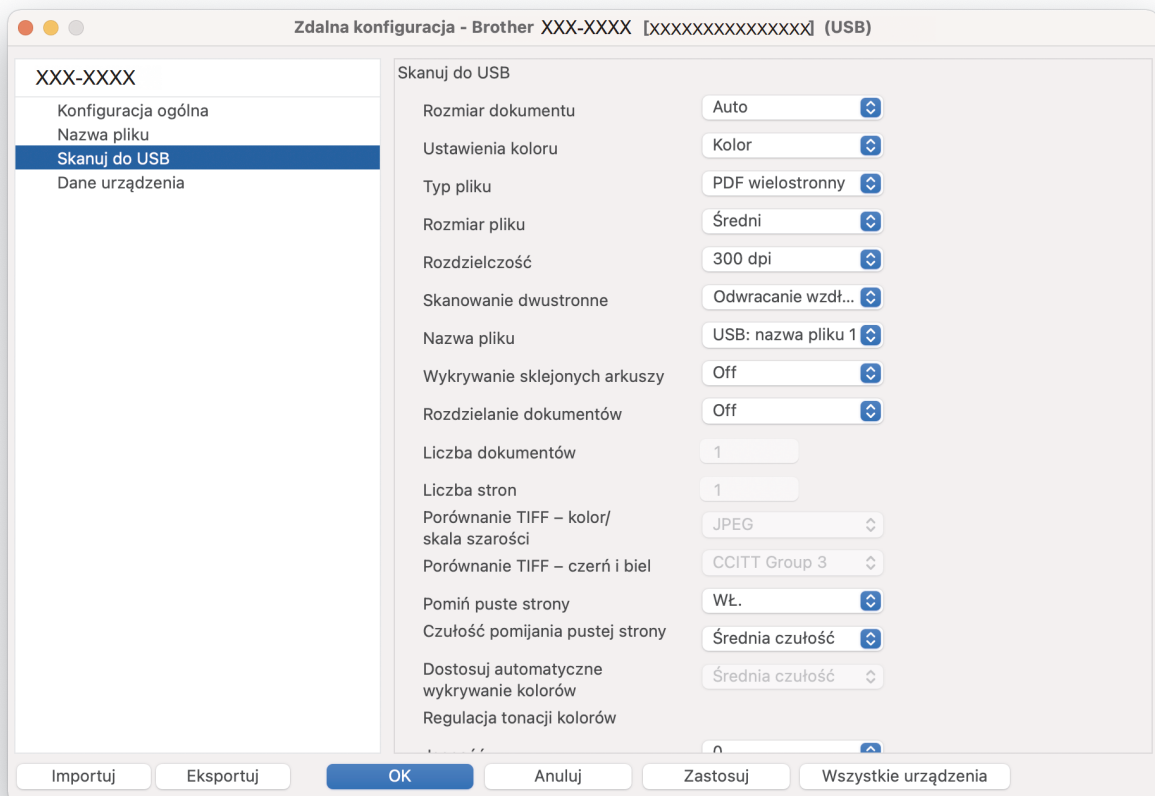 Zdalna konfiguracja - Brother XXX-XXXX [XXXXXXXXXXXXXXX] (USB)
XXX-XXXX
Konfiguracja ogólna
Nazwa pliku
Skanuj do USB
Dane urządzenia
Skanuj do USB
Rozmiar dokumentu Auto
Ustawienia koloru Kolor
Typ pliku PDF wielostronny
Rozmiar pliku Średni
Rozdzielczość 300 dpi
Skanowanie dwustronne Odwracanie wzdł...
Nazwa pliku USB: nazwa pliku 1
Wykrywanie sklejonych arkuszy Off
Rozdzielanie dokumentów Off
Liczba dokumentów 1
Liczba stron 1
Porównanie TIFF – kolor/
skala szarości JPEG
Porównanie TIFF – czerń i biel CCITT Group 3
Pomiń puste strony WŁ.
Czułość pomijania pustej strony Średnia czułość
Dostosuj automatyczne
wykrywanie kolorów Średnia czułość
Regulacja tonacji kolorów
Importuj Eksportuj OK Anuluj Zastosuj Wszystkie urządzenia